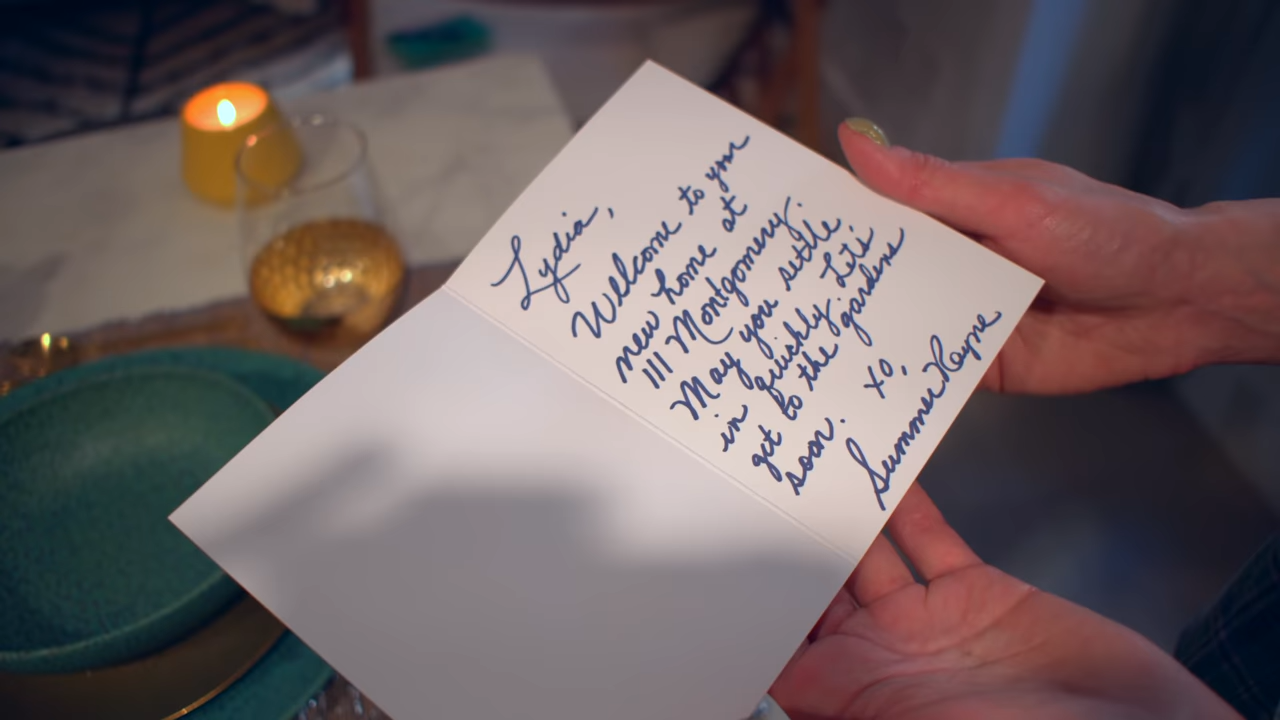 Lydia,
Welcome to your
new home at
111 Montgomery.
May you settle
in quickly. Let's
get to the gardens
soon.
xo,
Summer Rayne